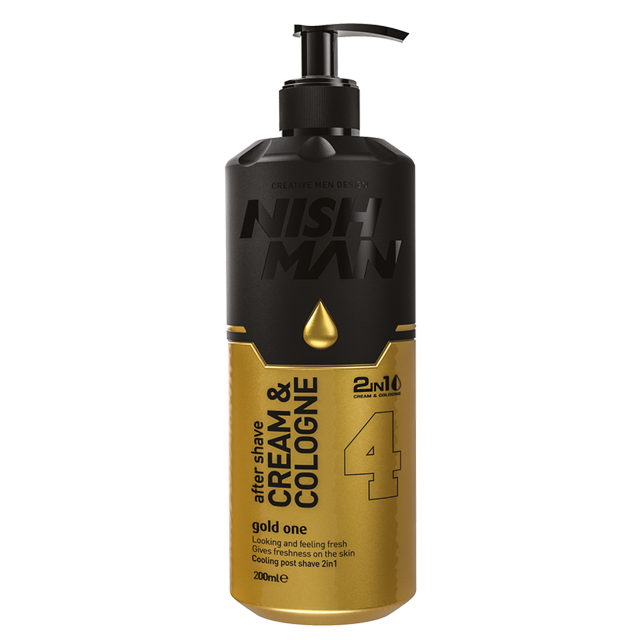 CREATIVE MEN DESIGN
NISH
MAN
2IN1
CREAM & COLOGNE
4
after shave
CREAM &
COLOGNE
gold one
Looking and feeling fresh
Gives freshness on the skin
Cooling post shave 2in1
200ml℮